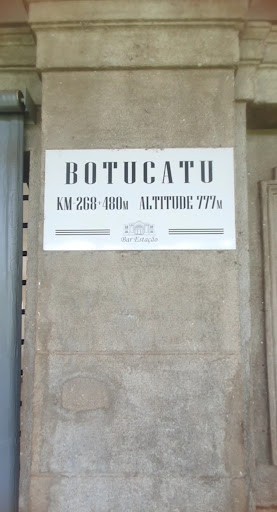 BOTUCATU
KM 268+480M ALTITUDE 777M
Bar Estação